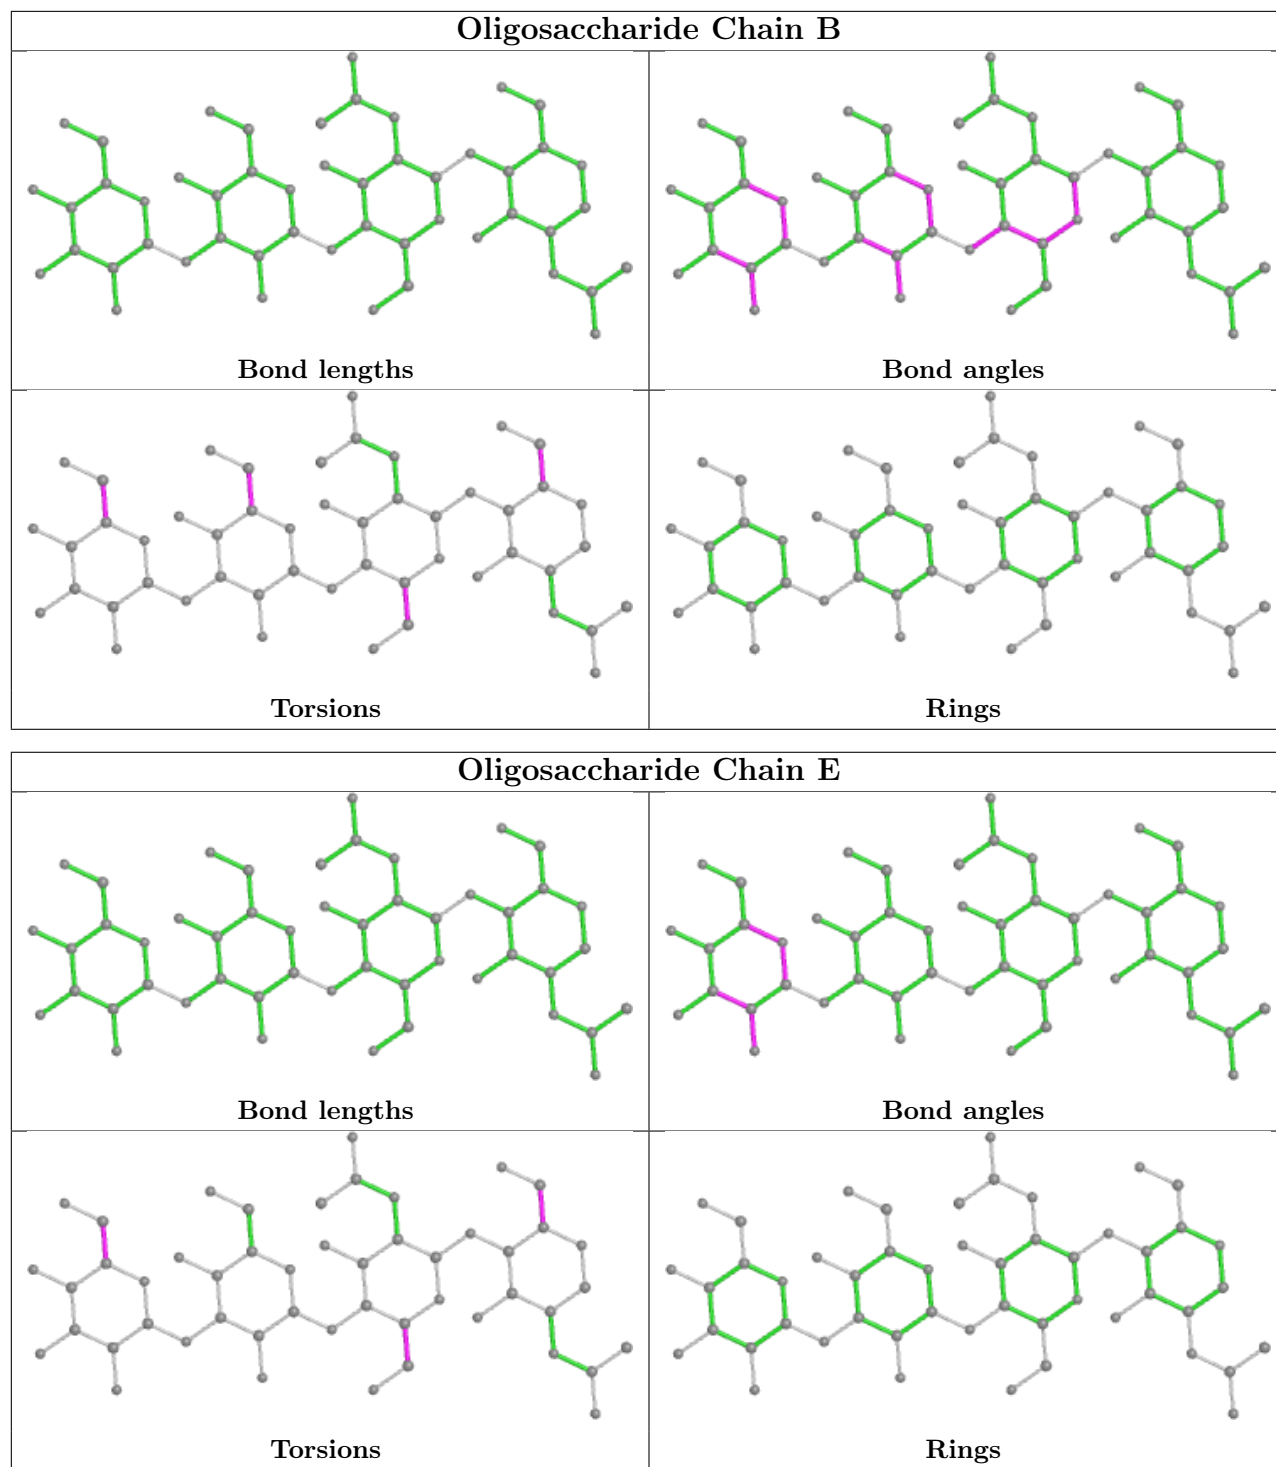 Oligosaccharide Chain B
Bond lengths
Bond angles
Torsions
Rings
Oligosaccharide Chain E
Bond lengths
Bond angles
Torsions
Rings